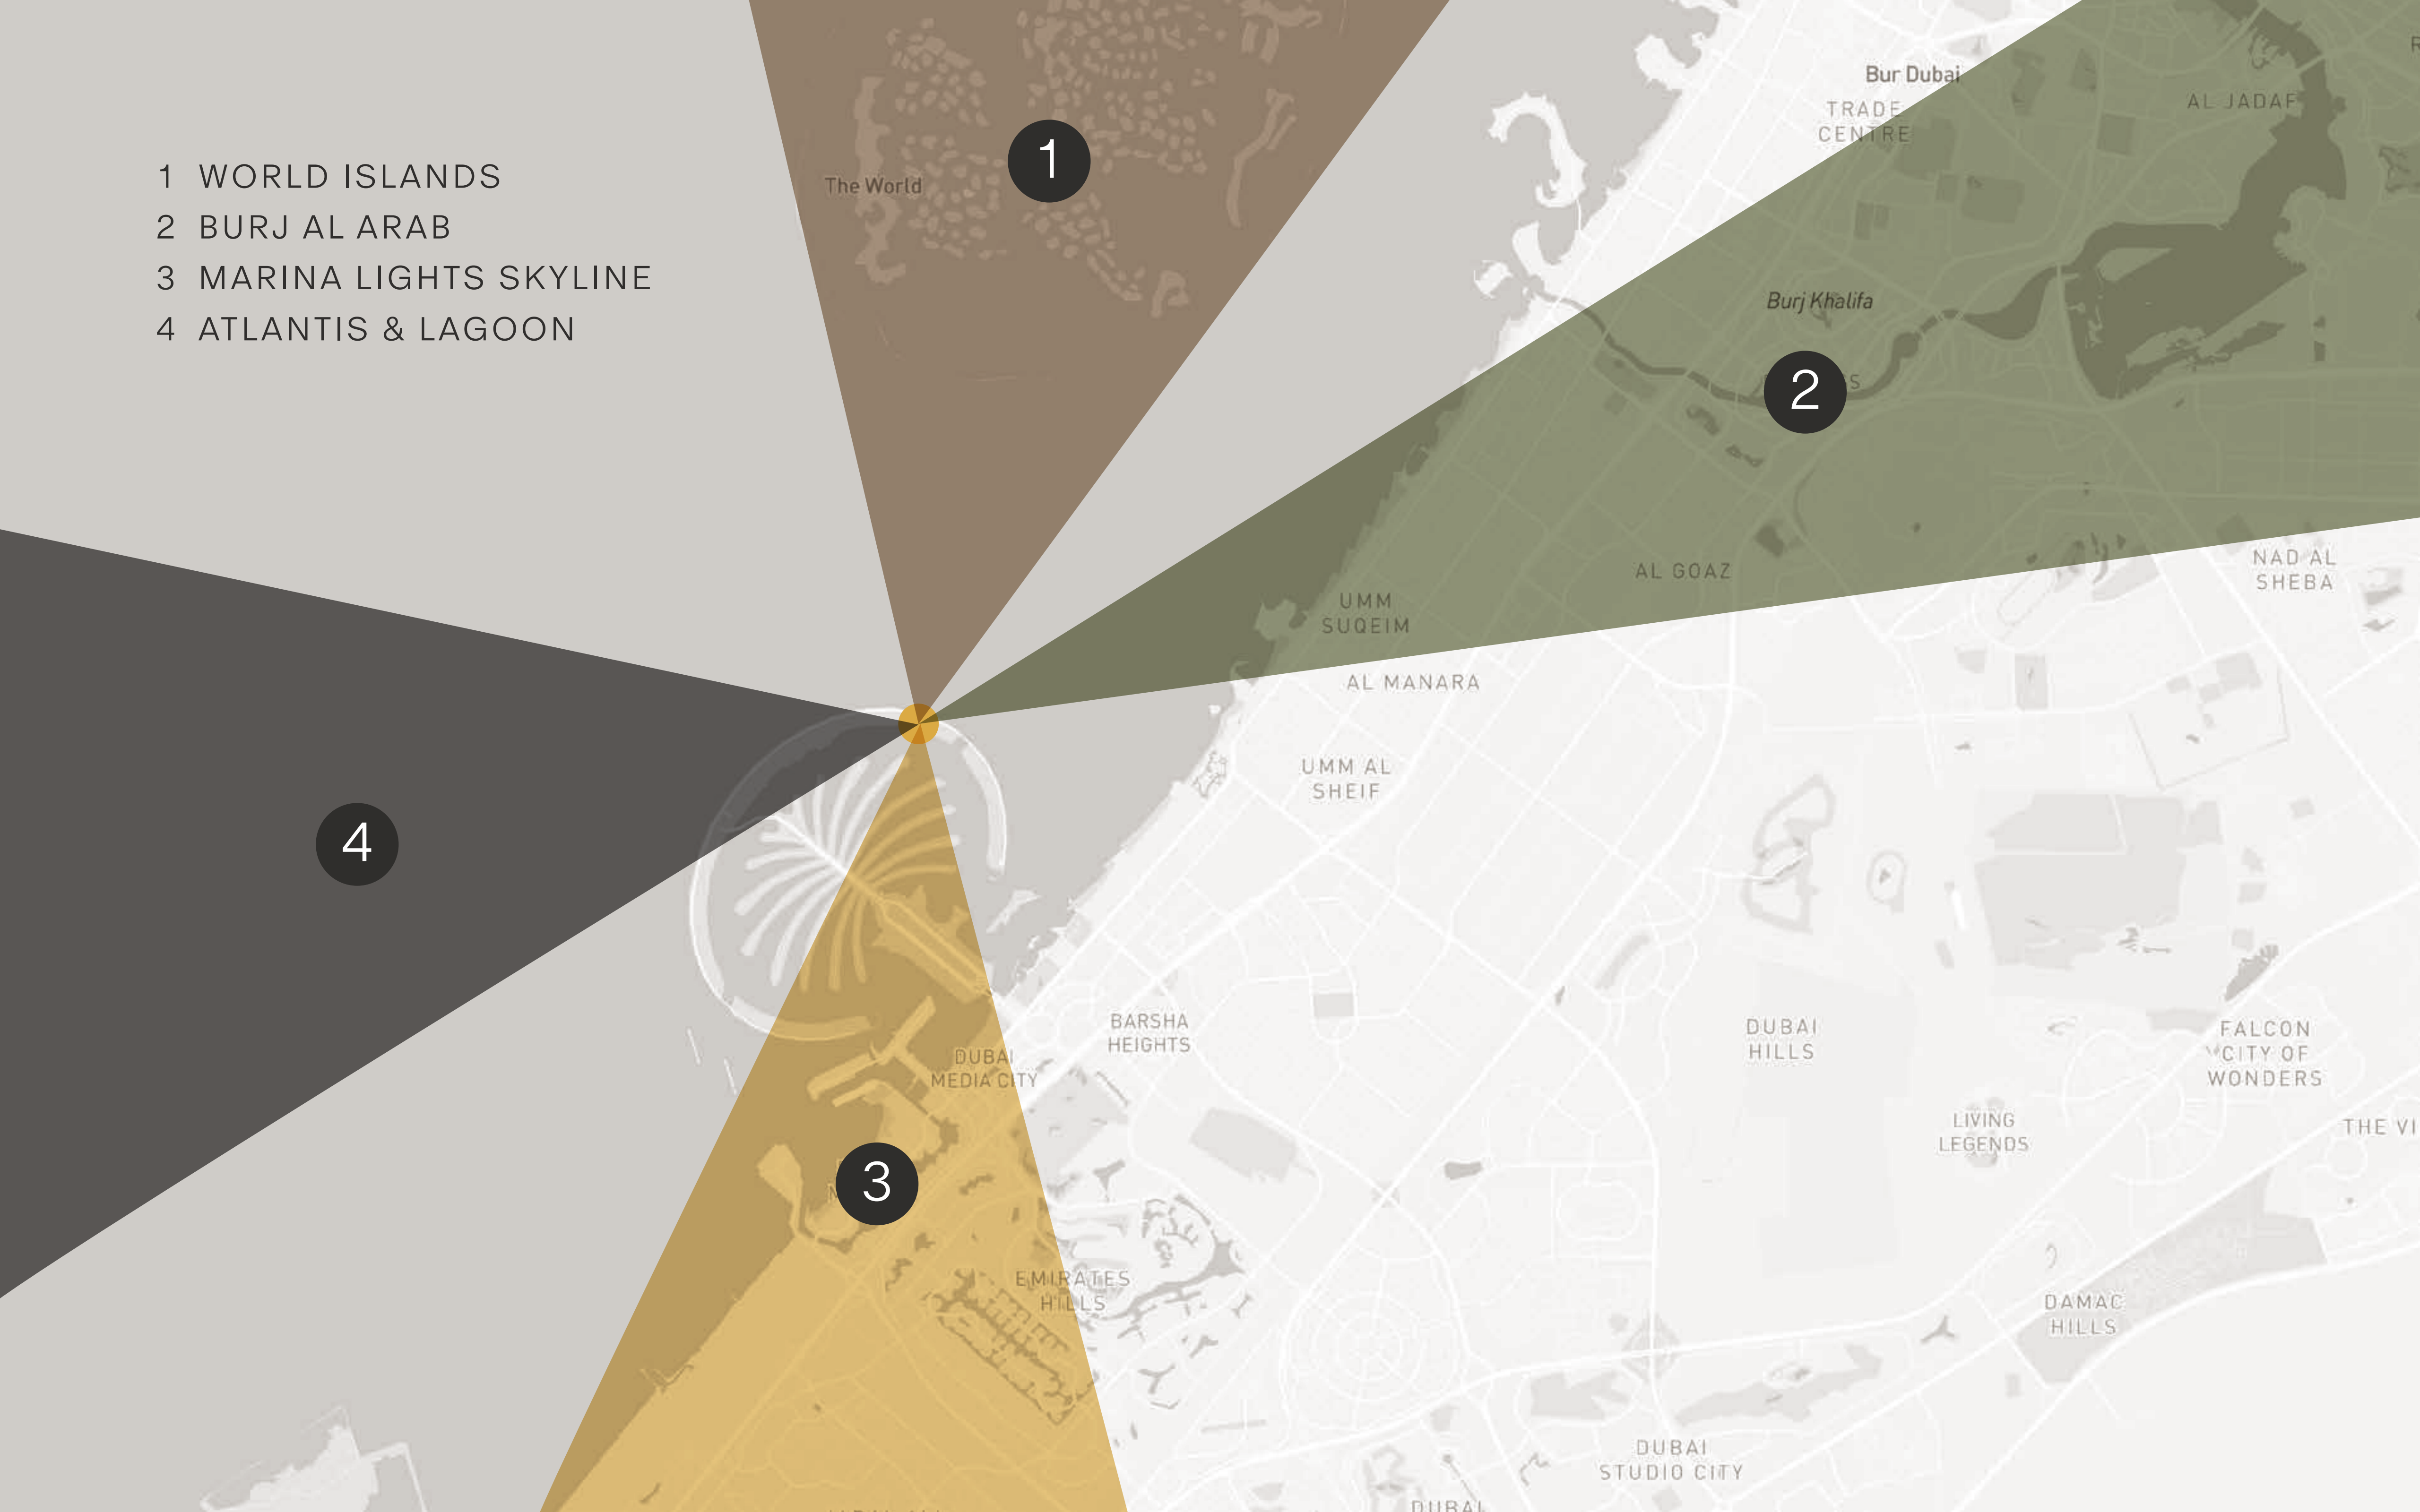 1 WORLD ISLANDS
2 BURJ AL ARAB
3 MARINA LIGHTS SKYLINE
4 ATLANTIS & LAGOON
Bur Dubai
TRADE
CENTRE
AL JADAF
1
The World
Burj Khalifa
2
AL GOAZ
NAD AL
SHEBA
UMM
SUQEIM
AL MANARA
UMM AL
SHEIF
4
BARSHA
HEIGHTS
DUBAI
MEDIA CITY
DUBAI
HILLS
FALCON
CITY OF
WONDERS
LIVING
LEGENDS
THE VI
3
EMIRATES
HILLS
DAMAC
HILLS
DUBAI
STUDIO CITY
DUBAI